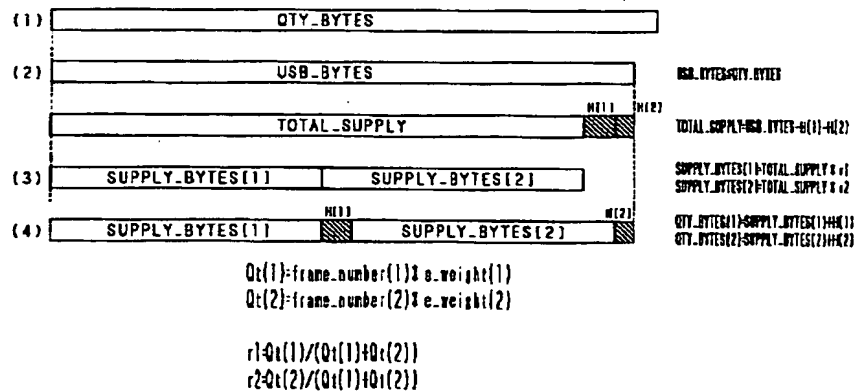 (1) QTY_BYTES
(2) USB_BYTES
H[1] H[2]
TOTAL_SUPPLY TOTAL_SUPPLY=USB_BYTES-H[1]-H[2]
(3) SUPPLY_BYTES[1] SUPPLY_BYTES[2]
H[1] H[2]
(4) SUPPLY_BYTES[1] SUPPLY_BYTES[2]
Qt(1)=frame_number(1)
Qt(2)=frame_number(2)
r1=Qt(1)/(Qt(1)+Qt(2))
r2=Qt(2)/(Qt(1)+Qt(2))